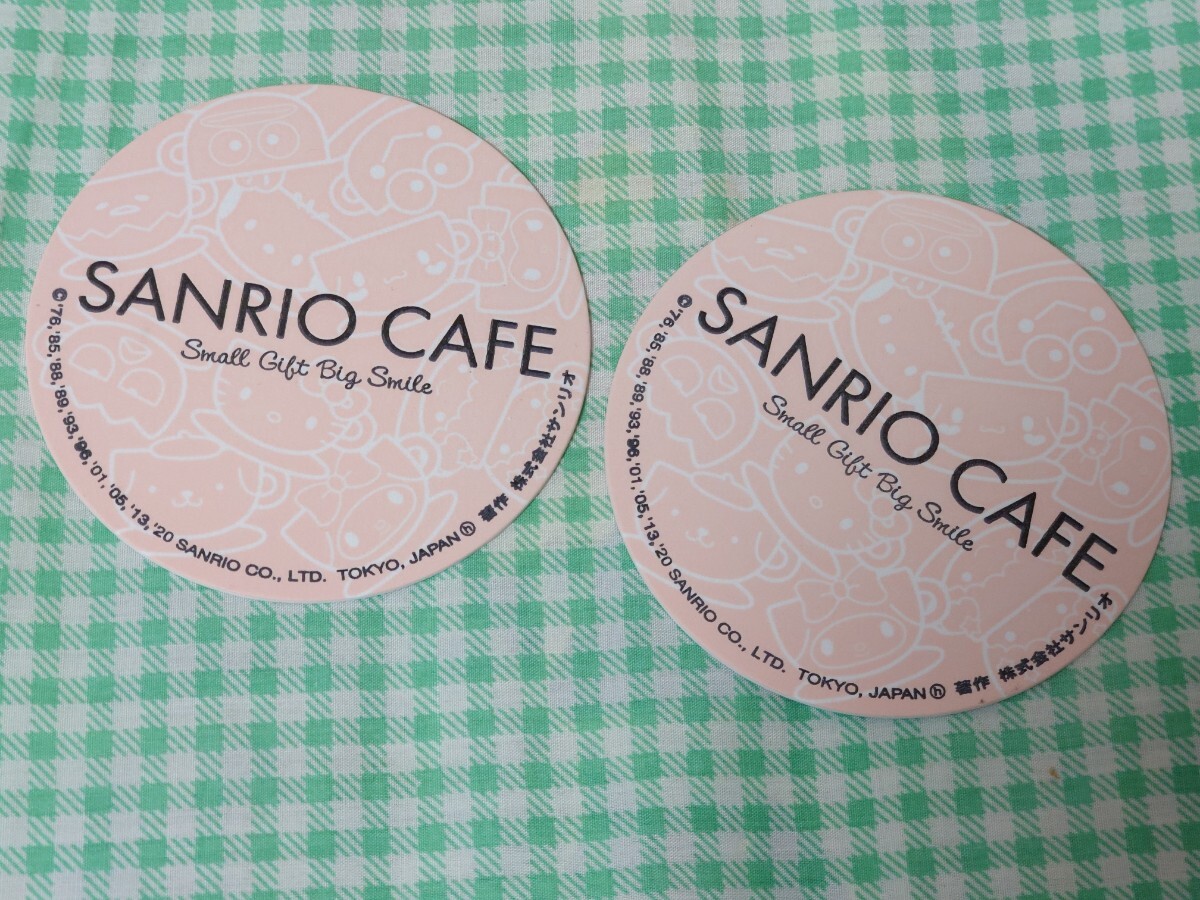 SANRIO CAFE
Small Gift Big Smile
©'76,'85,'88,'89,'93,'96,'01,'05,'13,'20 SANRIO CO., LTD. TOKYO, JAPAN ⓗ 著作 株式会社サンリオ
SANRIO CAFE
Small Gift Big Smile
©'76,'85,'88,'89,'93,'96,'01,'05,'13,'20 SANRIO CO., LTD. TOKYO, JAPAN ⓗ 著作 株式会社サンリオ